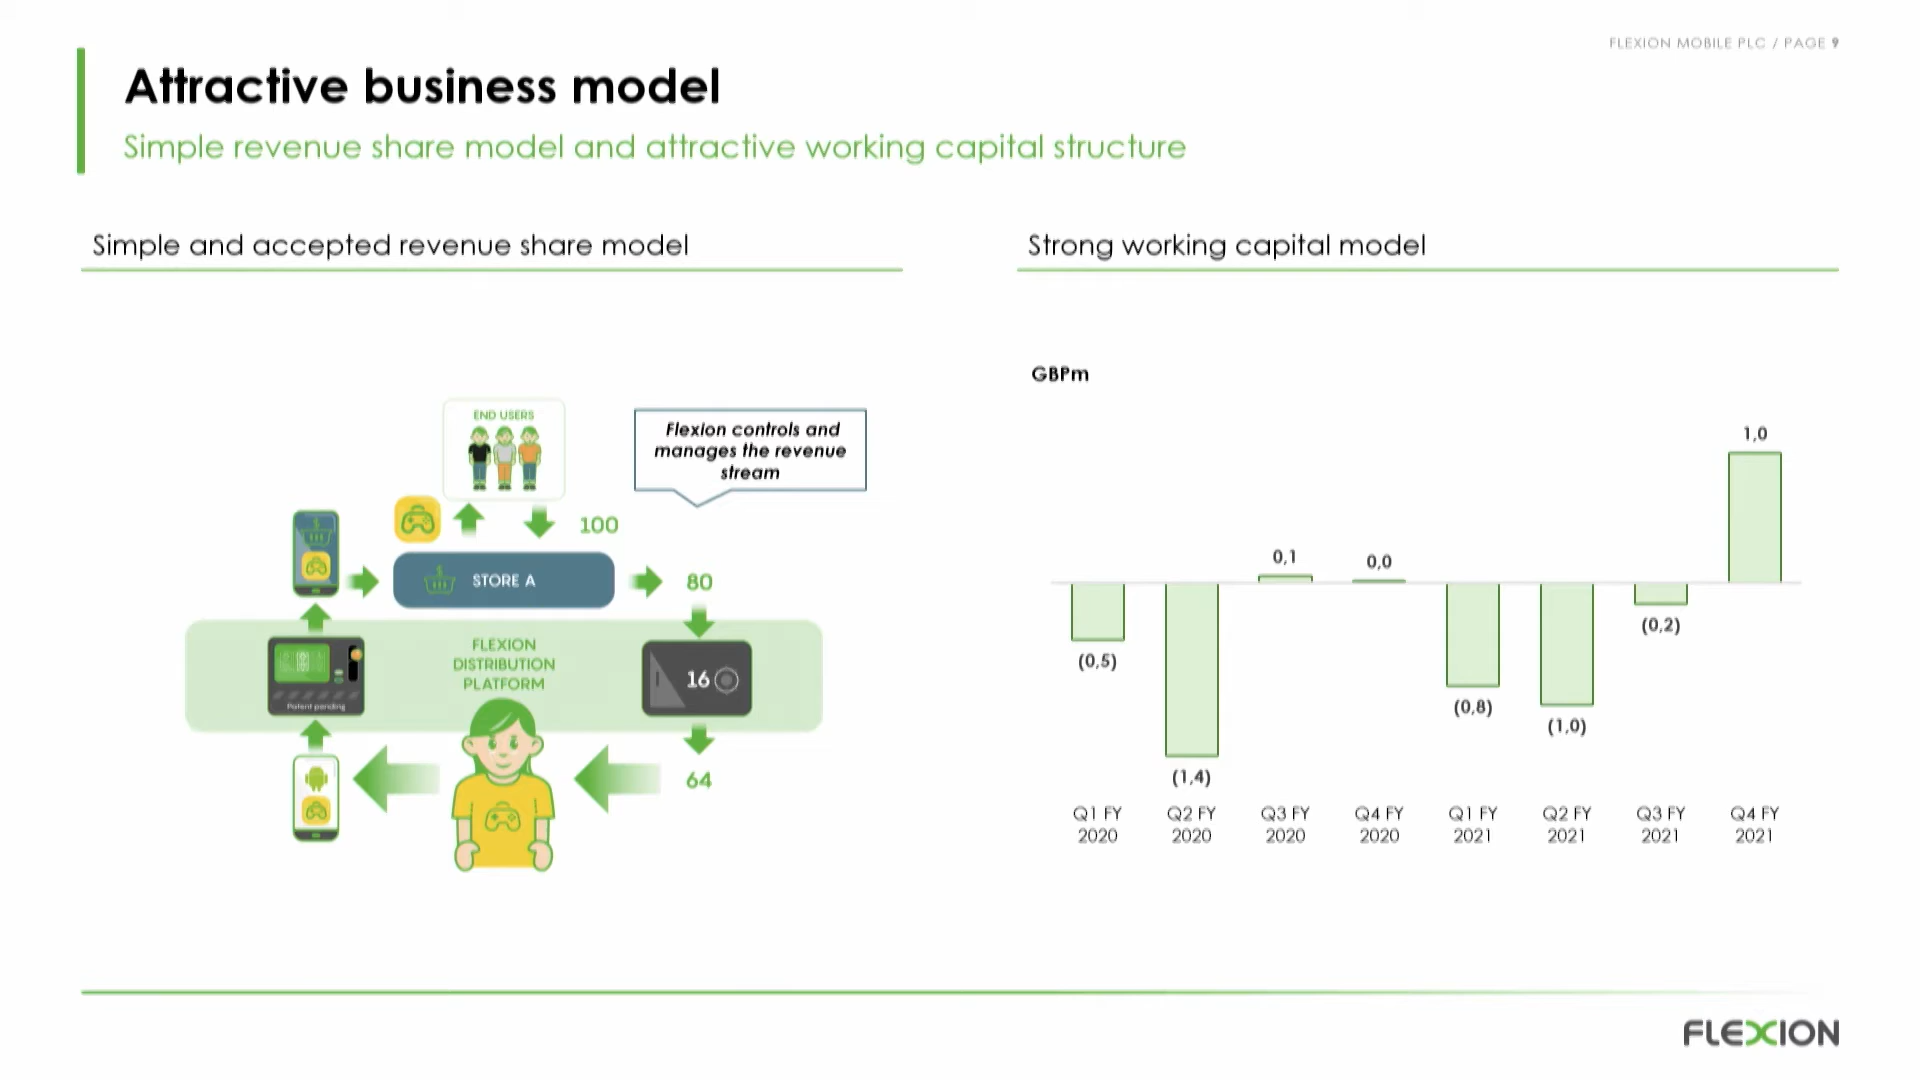 FLEXION MOBILE PLC / PAGE 9
Attractive business model
Simple revenue share model and attractive working capital structure
Simple and accepted revenue share model
END USERS
Flexion controls and
manages the revenue
stream
100
STORE A
80
FLEXION
DISTRIBUTION
PLATFORM
Patent pending
16
64
Strong working capital model
GBPm
(0,5)
(1,4)
0,1
0,0
(0,8)
(1,0)
(0,2)
1,0
Q1 FY
2020
Q2 FY
2020
Q3 FY
2020
Q4 FY
2020
Q1 FY
2021
Q2 FY
2021
Q3 FY
2021
Q4 FY
2021
FLEXION